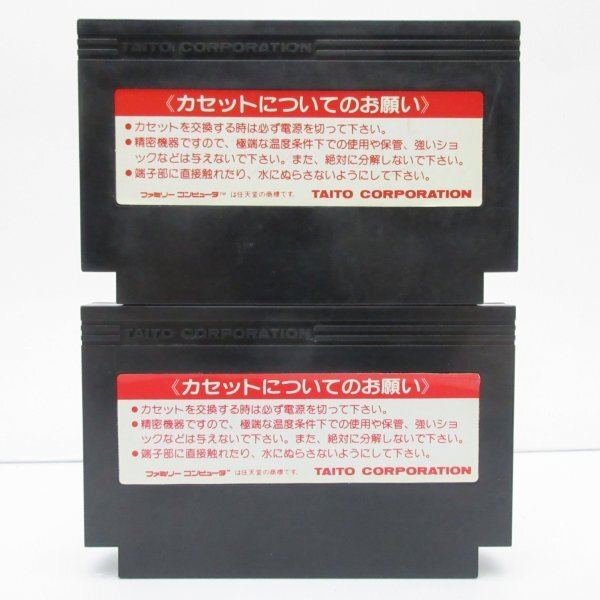 TAITO CORPORATION
《カセットについてのお願い》
●カセットを交換する時は必ず電源を切って下さい。
●精密機器ですので、極端な温度条件下での使用や保管、強いショ
ックなどは与えないで下さい。また、絶対に分解しないで下さい。
●端子部に直接触れたり、水にぬらさないようにして下さい。
ファミリーコンピュータ™ は任天堂の商標です。 TAITO CORPORATION
TAITO CORPORATION
《カセットについてのお願い》
●カセットを交換する時は必ず電源を切って下さい。
●精密機器ですので、極端な温度条件下での使用や保管、強いショ
ックなどは与えないで下さい。また、絶対に分解しないで下さい。
●端子部に直接触れたり、水にぬらさないようにして下さい。
ファミリーコンピュータ™ は任天堂の商標です。 TAITO CORPORATION